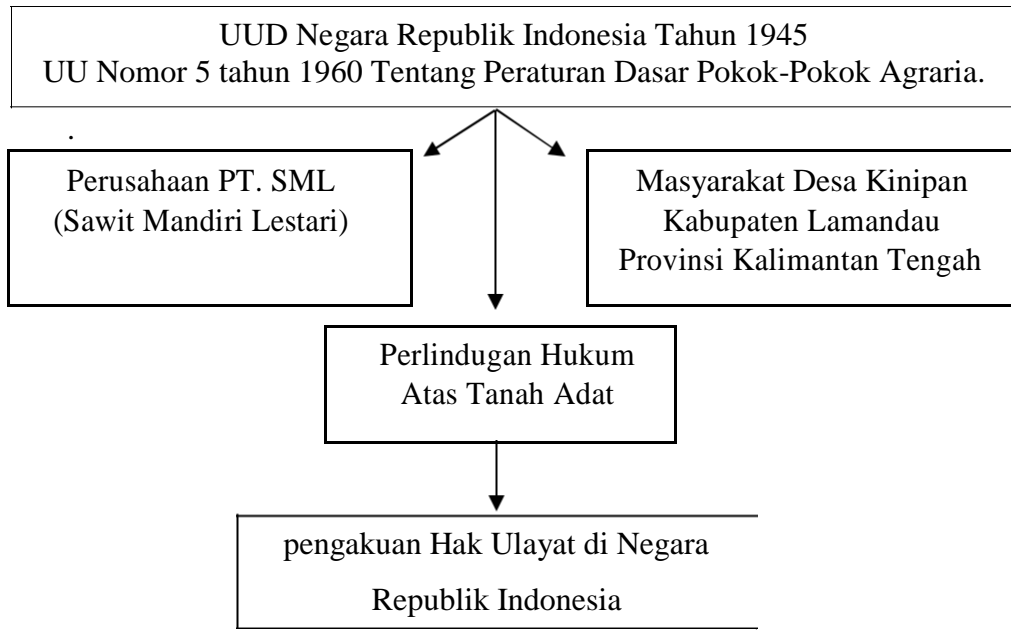 UUD Negara Republik Indonesia Tahun 1945
UU Nomor 5 tahun 1960 Tentang Peraturan Dasar Pokok-Pokok Agraria.
.
Perusahaan PT. SML
(Sawit Mandiri Lestari)
Masyarakat Desa Kinipan
Kabupaten Lamandau
Provinsi Kalimantan Tengah
Perlindugan Hukum
Atas Tanah Adat
pengakuan Hak Ulayat di Negara
Republik Indonesia